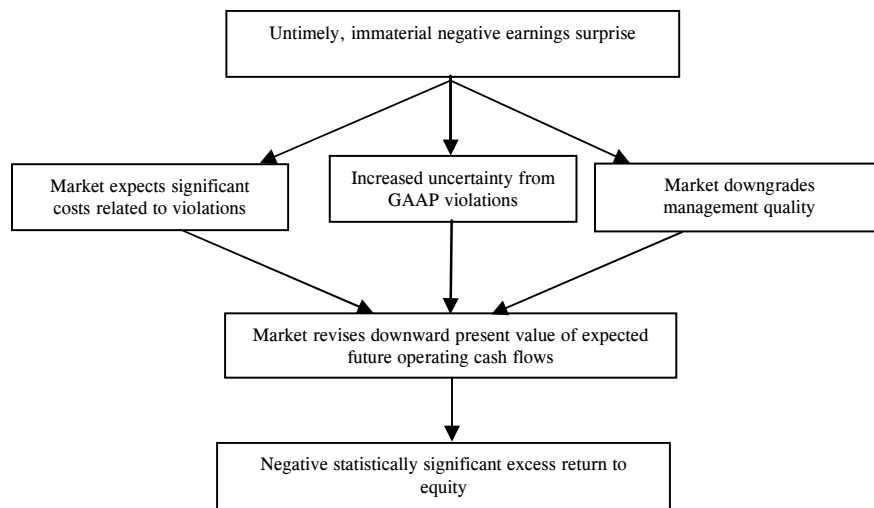 Untimely, immaterial negative earnings surprise
Market expects significant
costs related to violations
Increased uncertainty from
GAAP violations
Market downgrades
management quality
Market revises downward present value of expected
future operating cash flows
Negative statistically significant excess return to
equity